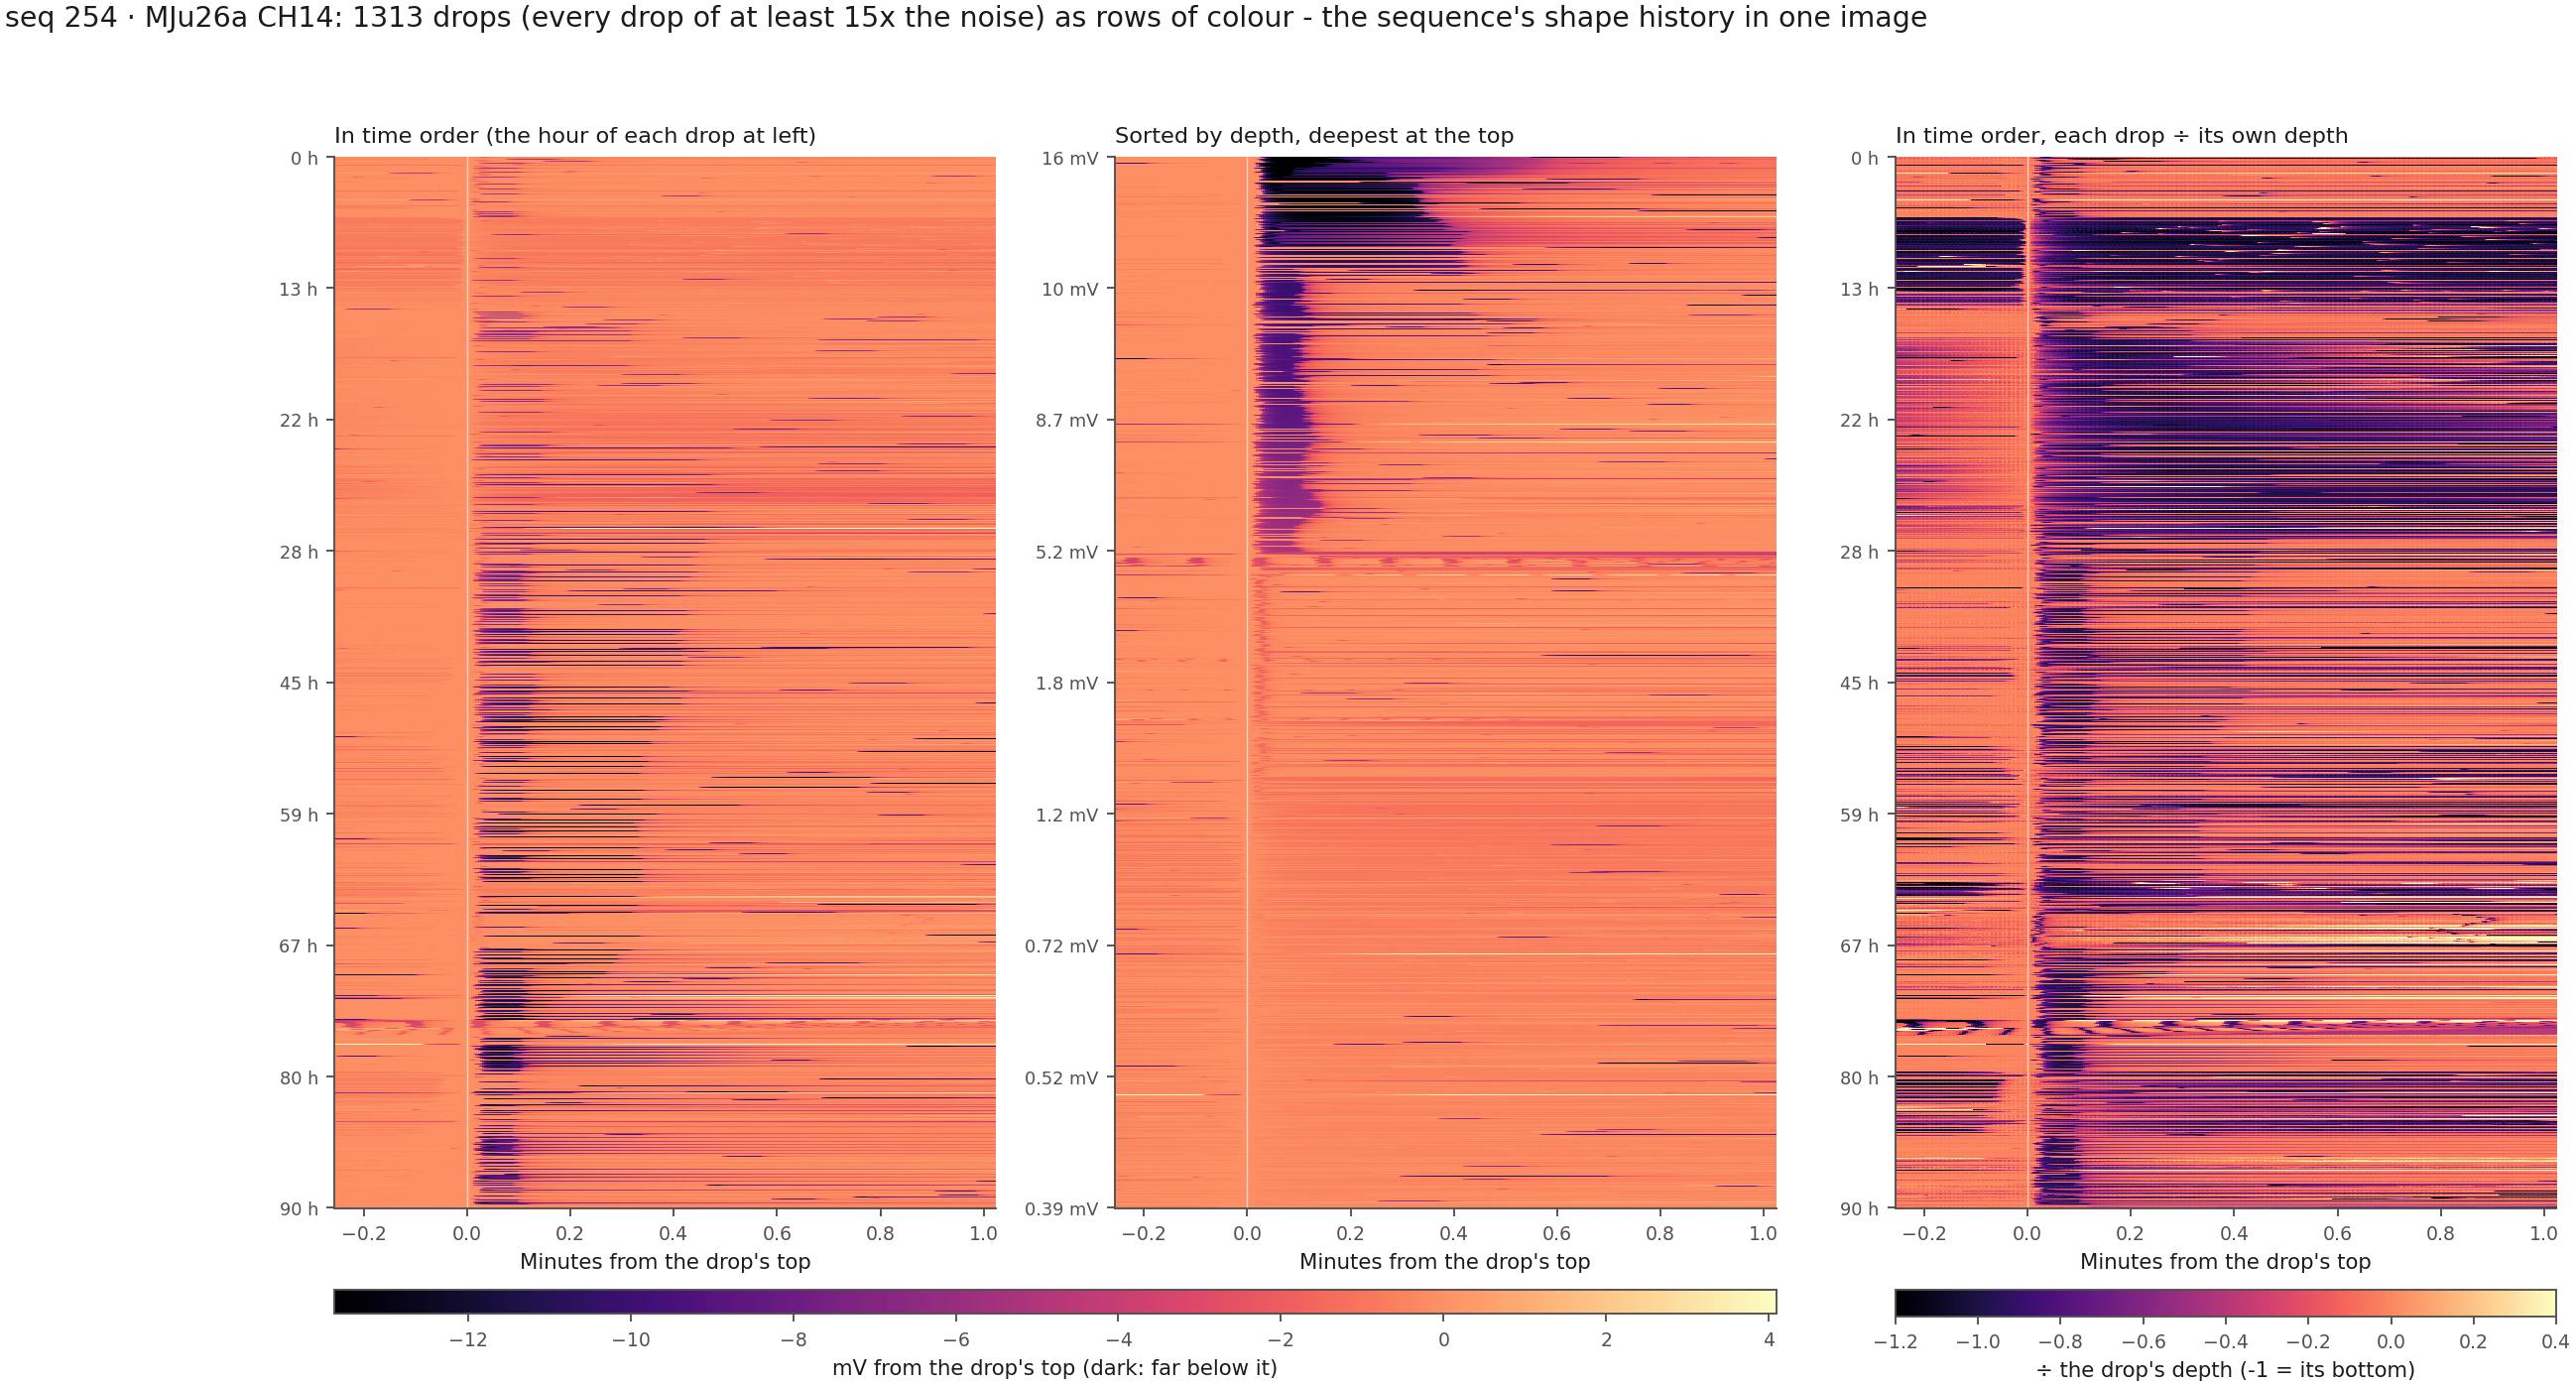 seq 254 · MJu26a CH14: 1313 drops (every drop of at least 15x the noise) as rows of colour - the sequence's shape history in one image
In time order (the hour of each drop at left)
0 h
13 h
22 h
28 h
45 h
59 h
67 h
80 h
90 h
−0.2 0.0 0.2 0.4 0.6 0.8 1.0
Minutes from the drop's top
Sorted by depth, deepest at the top
16 mV
10 mV
8.7 mV
5.2 mV
1.8 mV
1.2 mV
0.72 mV
0.52 mV
0.39 mV
−0.2 0.0 0.2 0.4 0.6 0.8 1.0
Minutes from the drop's top
In time order, each drop ÷ its own depth
0 h
13 h
22 h
28 h
45 h
59 h
67 h
80 h
90 h
−0.2 0.0 0.2 0.4 0.6 0.8 1.0
Minutes from the drop's top
−12 −10 −8 −6 −4 −2 0 2 4
mV from the drop's top (dark: far below it)
−1.2 −1.0 −0.8 −0.6 −0.4 −0.2 0.0 0.2 0.4
÷ the drop's depth (-1 = its bottom)